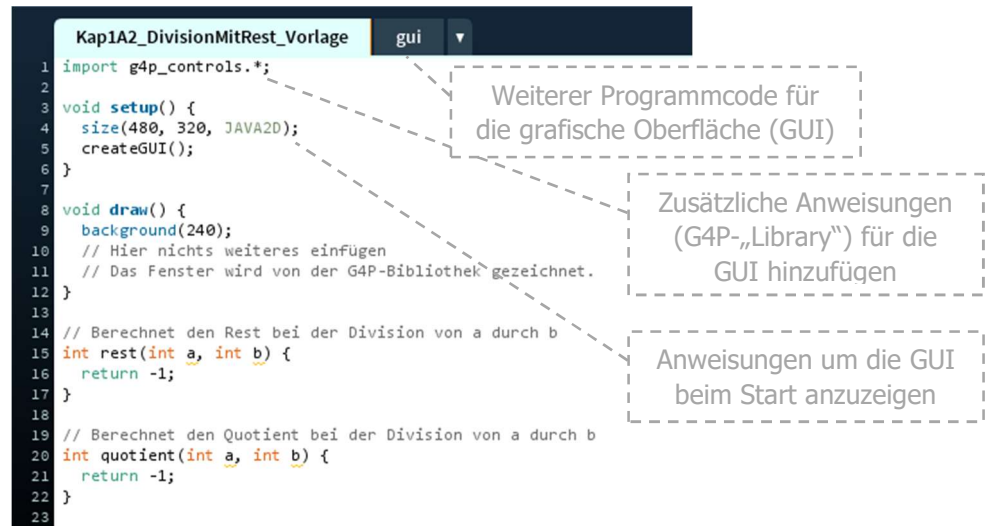 Kap1A2_DivisionMitRest_Vorlage gui ▼
1 import g4p_controls.*;
2
3 void setup() {
4 size(480, 320, JAVA2D);
5 createGUI();
6 }
7
8 void draw() {
9 background(240);
10 // Hier nichts weiteres einfügen
11 // Das Fenster wird von der G4P-Bibliothek gezeichnet.
12 }
13
14 // Berechnet den Rest bei der Division von a durch b
15 int rest(int a, int b) {
16 return -1;
17 }
18
19 // Berechnet den Quotient bei der Division von a durch b
20 int quotient(int a, int b) {
21 return -1;
22 }
23
Weiterer Programmcode für
die grafische Oberfläche (GUI)
Zusätzliche Anweisungen
(G4P-„Library“) für die
GUI hinzufügen
Anweisungen um die GUI
beim Start anzuzeigen